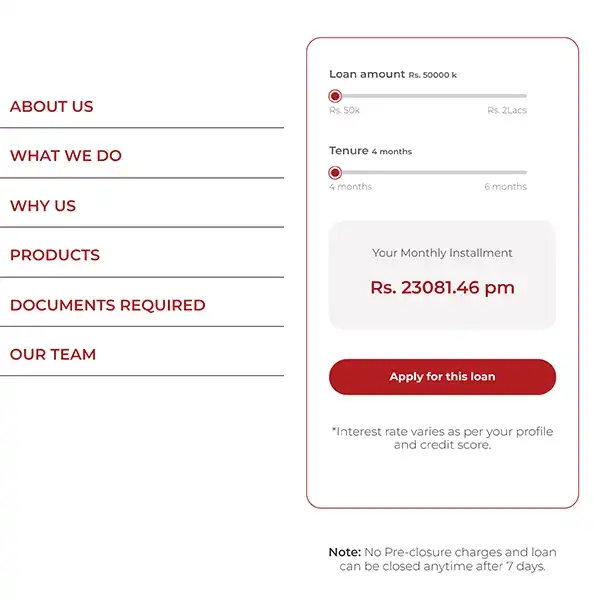 ABOUT US
WHAT WE DO
WHY US
PRODUCTS
DOCUMENTS REQUIRED
OUR TEAM
Loan amount Rs. 50000 k
Rs. 50k Rs. 2Lacs
Tenure 4 months
4 months 6 months
Your Monthly Installment
Rs. 23081.46 pm
Apply for this loan
*Interest rate varies as per your profile
and credit score.
Note: No Pre-closure charges and loan
can be closed anytime after 7 days.